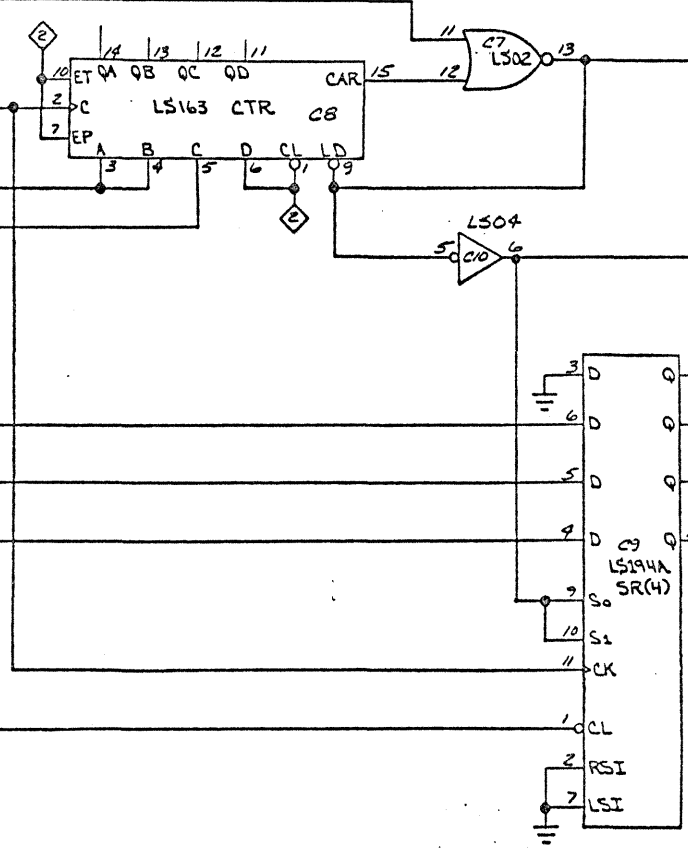 2
14 13 12 11
11 C7 LS02 13
10 ET QA QB QC QD CAR 15 12
2 C LS163 CTR C8
7 EP
A B C D CL LD
3 4 5 6 1 9
2
LS04
5 C10 6
3 D Q
6 D Q
5 D Q
4 D Q
C9
LS194A
SR(4)
9 S0
10 S1
11 CK
1 CL
2 RSI
7 LSI